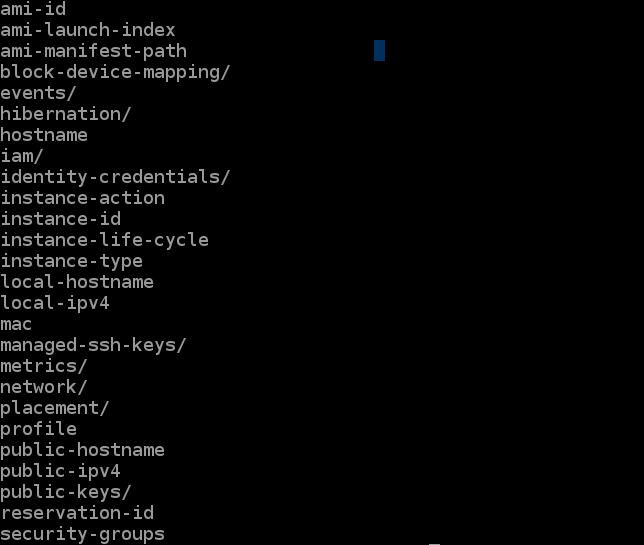 ami-id
ami-launch-index
ami-manifest-path
block-device-mapping/
events/
hibernation/
hostname
iam/
identity-credentials/
instance-action
instance-id
instance-life-cycle
instance-type
local-hostname
local-ipv4
mac
managed-ssh-keys/
metrics/
network/
placement/
profile
public-hostname
public-ipv4
public-keys/
reservation-id
security-groups